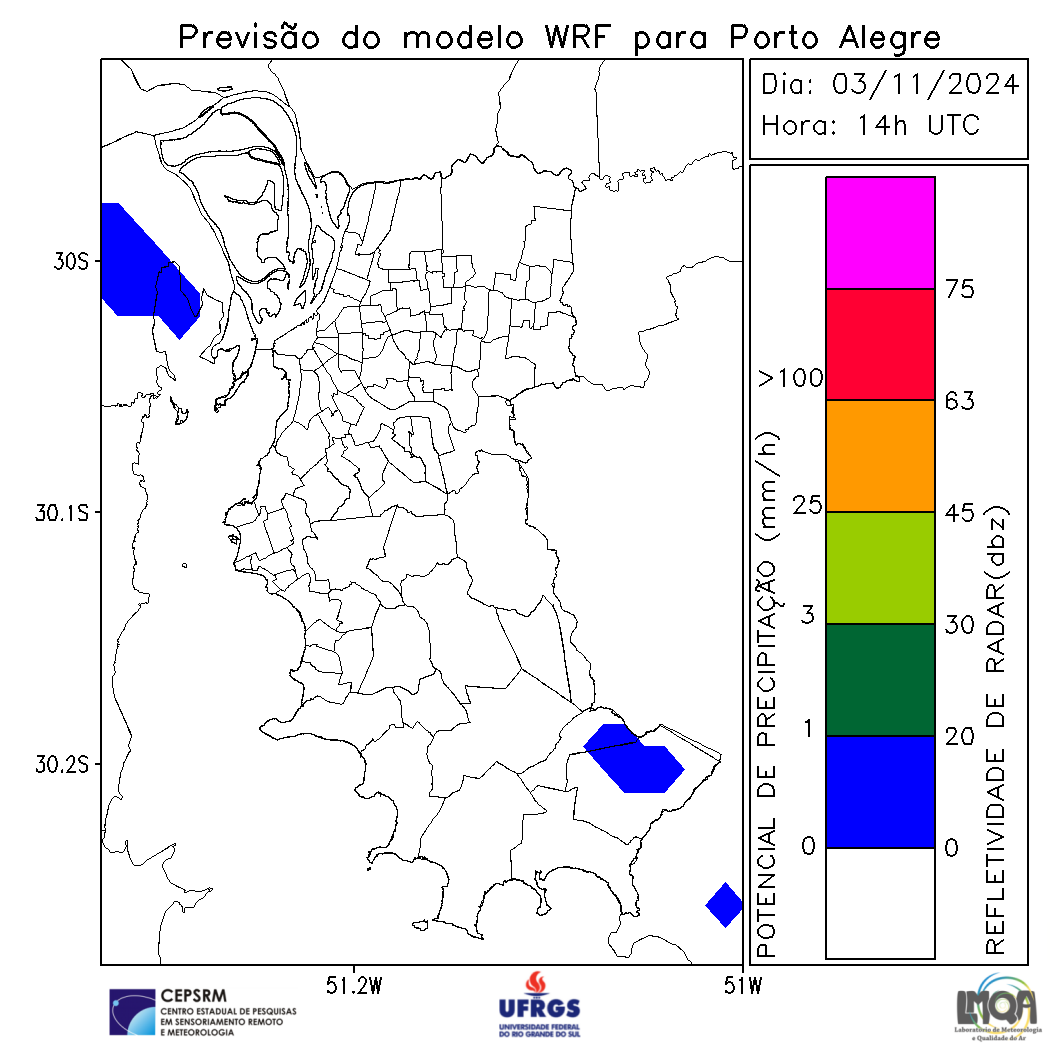 Previsão do modelo WRF para Porto Alegre
Dia: 03/11/2024
Hora: 14h UTC
30S
30.1S
30.2S
51.2W
51W
POTENCIAL DE PRECIPITAÇÃO (mm/h)
>100
25
3
1
0
75
63
45
30
20
0
REFLETIVIDADE DE RADAR(dbz)
CEPSRM
CENTRO ESTADUAL DE PESQUISAS
EM SENSORIAMENTO REMOTO
E METEOROLOGIA
UFRGS
UNIVERSIDADE FEDERAL
DO RIO GRANDE DO SUL
LMQA
Laboratório de Meteorologia
e Qualidade do Ar